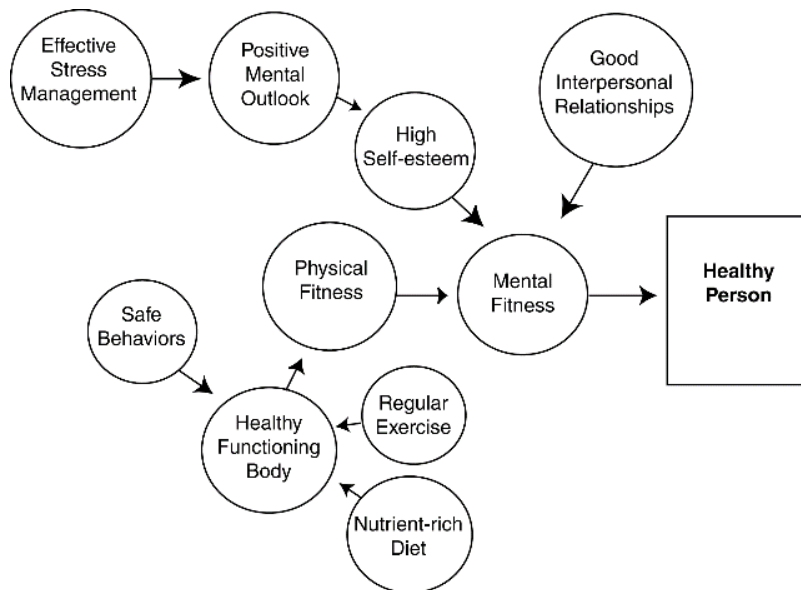 Effective
Stress
Management
Positive
Mental
Outlook
Good
Interpersonal
Relationships
High
Self-esteem
Physical
Fitness
Mental
Fitness
Healthy
Person
Safe
Behaviors
Regular
Exercise
Healthy
Functioning
Body
Nutrient-rich
Diet